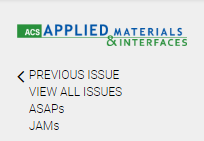 ACS APPLIED MATERIALS
& INTERFACES
PREVIOUS ISSUE
VIEW ALL ISSUES
ASAPs
JAMs